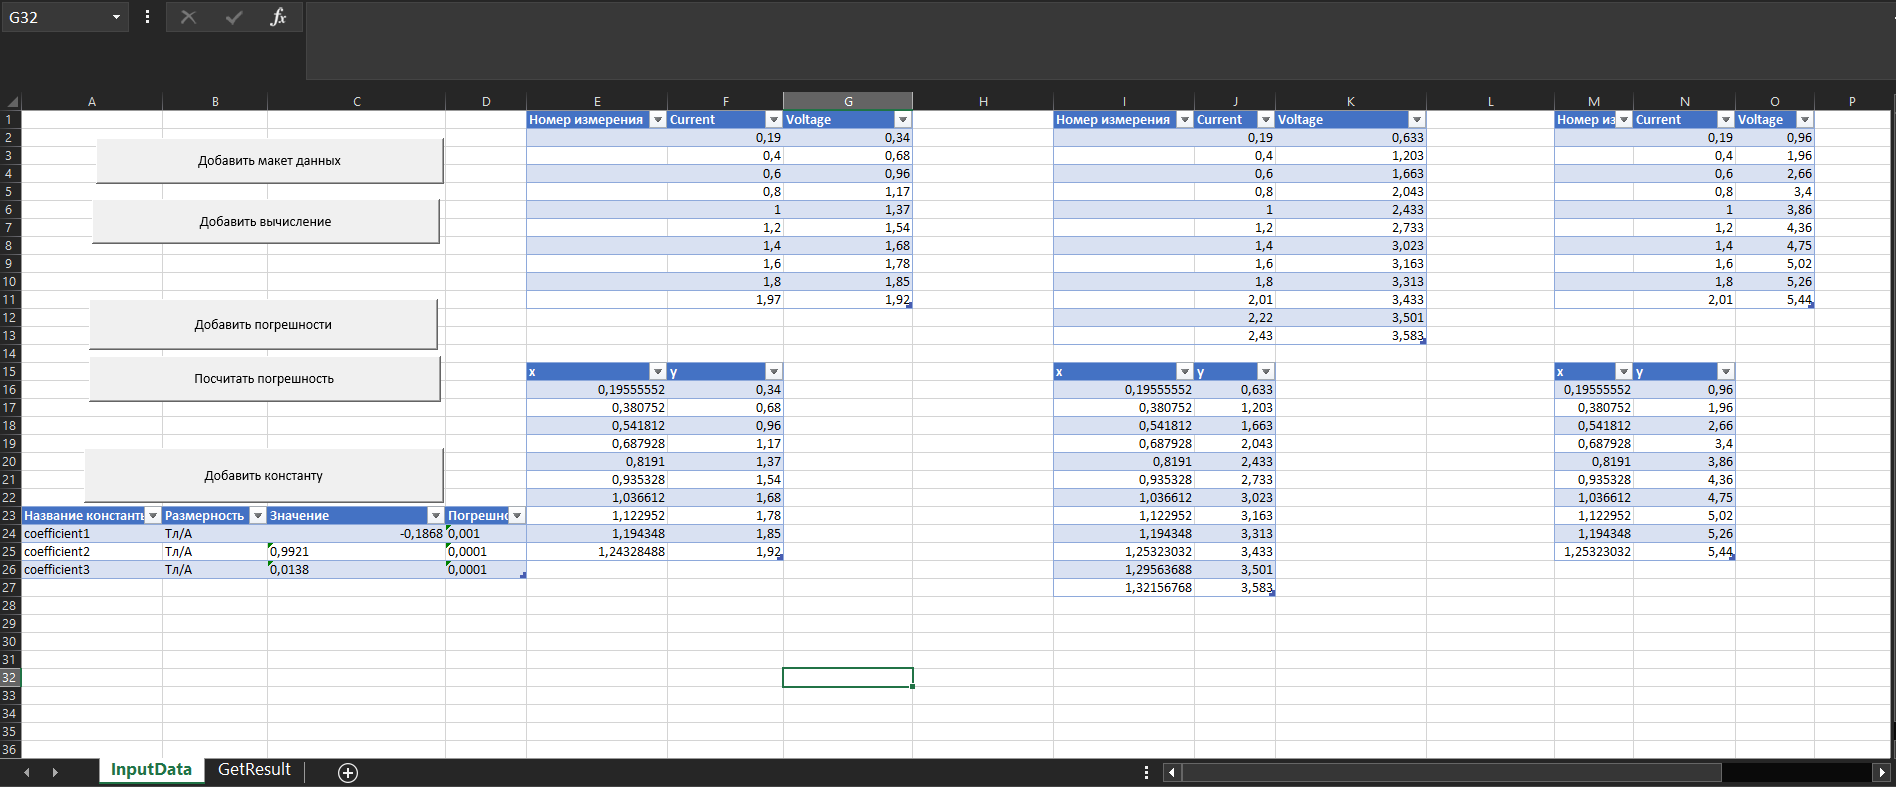 G32 fx
A B C D E F G H I J K L M N O P
1 Номер измерения Current Voltage Номер измерения Current Voltage Номер из Current Voltage
2 0,19 0,34 0,19 0,633 0,19 0,96
3 Добавить макет данных 0,4 0,68 0,4 1,203 0,4 1,96
4 0,6 0,96 0,6 1,663 0,6 2,66
5 0,8 1,17 0,8 2,043 0,8 3,4
6 Добавить вычисление 1 1,37 1 2,433 1 3,86
7 1,2 1,54 1,2 2,733 1,2 4,36
8 1,4 1,68 1,4 3,023 1,4 4,75
9 1,6 1,78 1,6 3,163 1,6 5,02
10 1,8 1,85 1,8 3,313 1,8 5,26
11 1,97 1,92 2,01 3,433 2,01 5,44
12 Добавить погрешности 2,22 3,501
13 2,43 3,583
14
15 Посчитать погрешность x y x y x y
16 0,19555552 0,34 0,19555552 0,633 0,19555552 0,96
17 0,380752 0,68 0,380752 1,203 0,380752 1,96
18 0,541812 0,96 0,541812 1,663 0,541812 2,66
19 0,687928 1,17 0,687928 2,043 0,687928 3,4
20 0,8191 1,37 0,8191 2,433 0,8191 3,86
21 Добавить константу 0,935328 1,54 0,935328 2,733 0,935328 4,36
22 1,036612 1,68 1,036612 3,023 1,036612 4,75
23 Название константы Размерность Значение Погрешно 1,122952 1,78 1,122952 3,163 1,122952 5,02
24 coefficient1 Тл/А -0,1868 0,001 1,194348 1,85 1,194348 3,313 1,194348 5,26
25 coefficient2 Тл/А 0,9921 0,0001 1,24328488 1,92 1,25323032 3,433 1,25323032 5,44
26 coefficient3 Тл/А 0,0138 0,0001 1,29563688 3,501
27 1,32156768 3,583
28
29
30
31
32
33
34
35
36
InputData GetResult